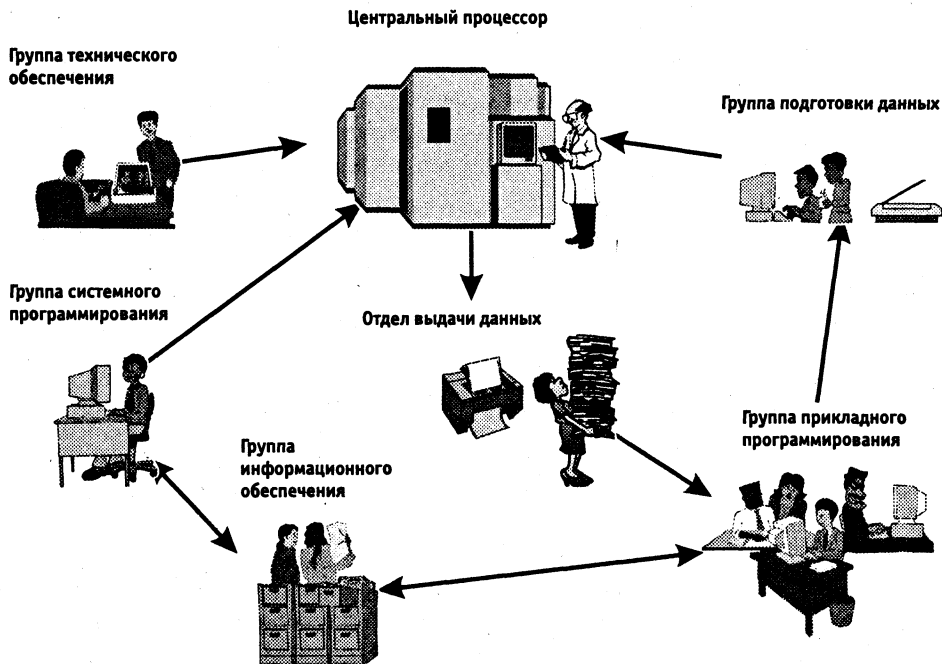 Центральный процессор
Группа технического
обеспечения
Группа подготовки данных
Группа системного
программирования
Отдел выдачи данных
Группа прикладного
программирования
Группа
информационного
обеспечения